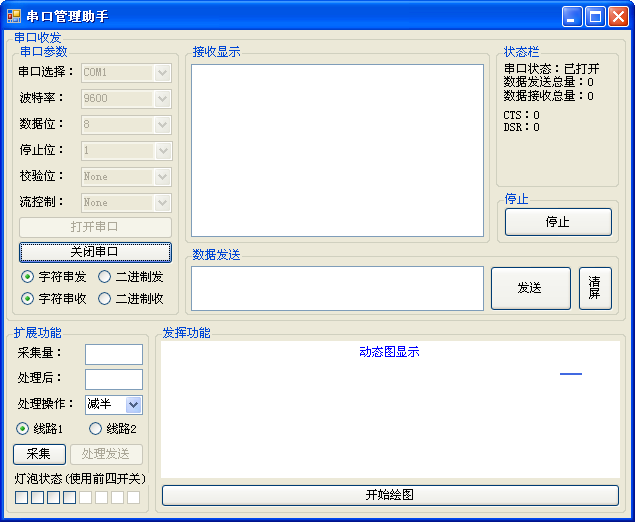 串口管理助手
串口收发
串口参数
串口选择： COM1
波特率： 9600
数据位： 8
停止位： 1
校验位： None
流控制： None
打开串口
关闭串口
字符串发 二进制发
字符串收 二进制收
接收显示
状态栏
串口状态：已打开
数据发送总量：0
数据接收总量：0
CTS：0
DSR：0
停止
停止
数据发送
发送
清屏
扩展功能
采集量：
处理后：
处理操作： 减半
线路1 线路2
采集 处理发送
灯泡状态(使用前四开关)
发挥功能
动态图显示
开始绘图